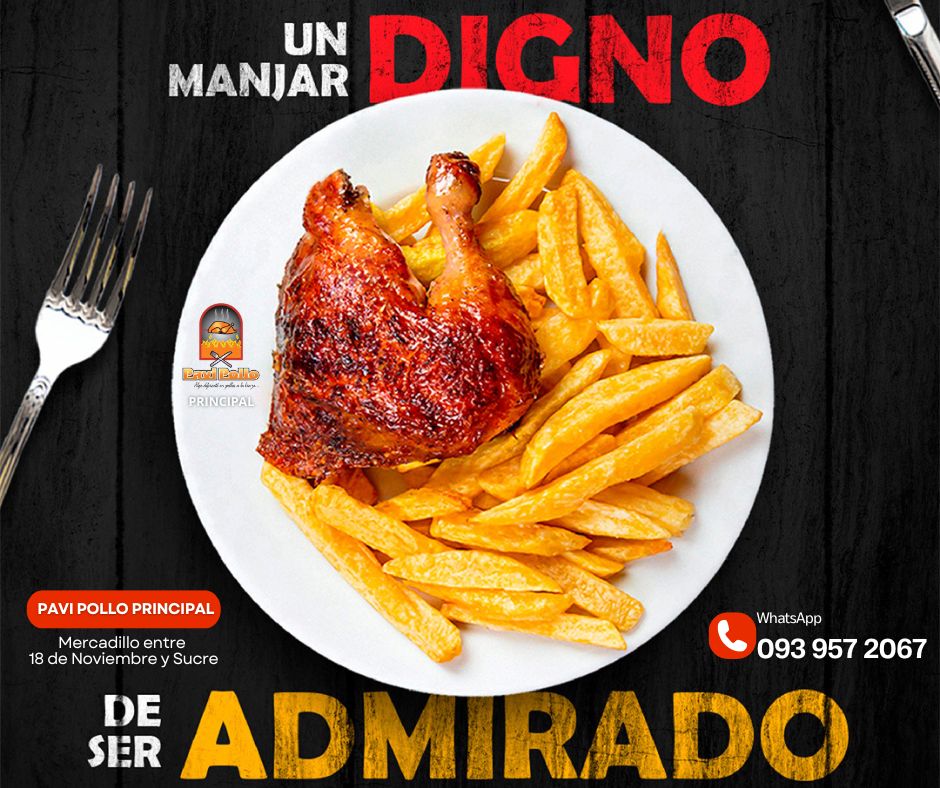 UN
MANJAR
DIGNO
Pavi Pollo
PRINCIPAL
PAVI POLLO PRINCIPAL
Mercadillo entre
18 de Noviembre y Sucre
WhatsApp
093 957 2067
DE
SER
ADMIRADO